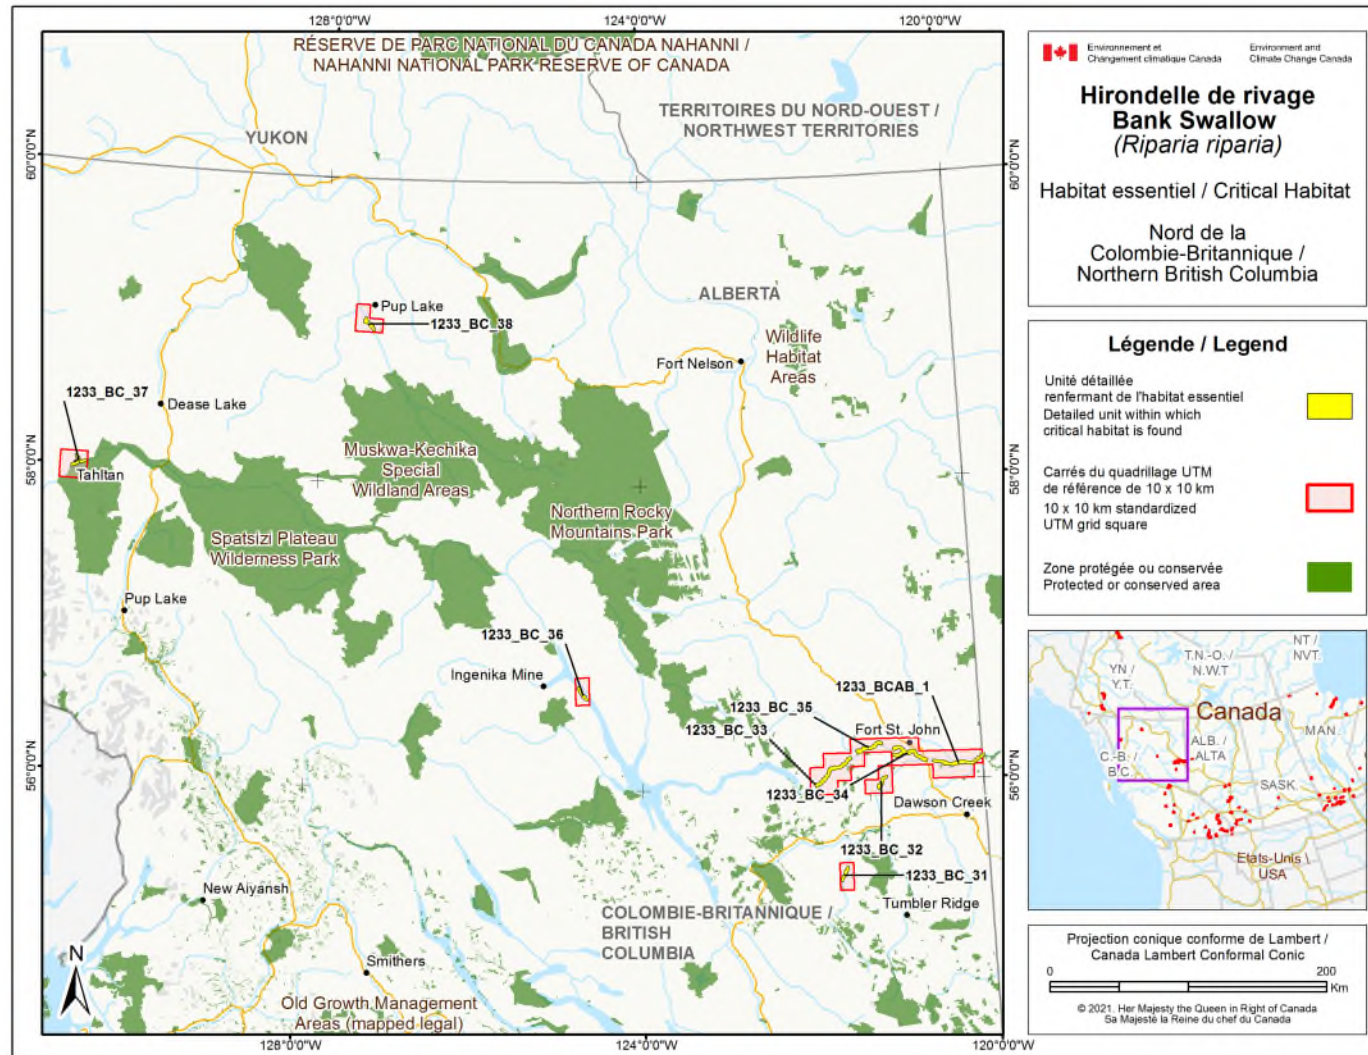 128°0'0"W
124°0'0"W
120°0'0"W
RÉSERVE DE PARC NATIONAL DU CANADA NAHANNI /
NAHANNI NATIONAL PARK RESERVE OF CANADA
TERRITOIRES DU NORD-OUEST /
NORTHWEST TERRITORIES
YUKON
60°0'0"N
60°0'0"N
ALBERTA
Pup Lake
1233_BC_38
Wildlife
Habitat
Areas
Fort Nelson
1233_BC_37
Dease Lake
Muskwa-Kechika
Special
Wildland Areas
58°0'0"N
58°0'0"N
Tahltan
Northern Rocky
Mountains Park
Spatsizi Plateau
Wilderness Park
Pup Lake
1233_BC_36
Ingenika Mine
1233_BCAB_1
1233_BC_35
1233_BC_33
Fort St. John
56°0'0"N
56°0'0"N
1233_BC_34
Dawson Creek
1233_BC_32
1233_BC_31
New Aiyansh
Tumbler Ridge
COLOMBIE-BRITANNIQUE /
BRITISH
COLUMBIA
N
Smithers
Old Growth Management
Areas (mapped legal)
128°0'0"W
124°0'0"W
120°0'0"W
Environnement et
Changement climatique Canada
Environment and
Climate Change Canada
Hirondelle de rivage
Bank Swallow
(Riparia riparia)
Habitat essentiel / Critical Habitat
Nord de la
Colombie-Britannique /
Northern British Columbia
Légende / Legend
Unité détaillée
renfermant de l'habitat essentiel
Detailed unit within which
critical habitat is found
Carrés du quadrillage UTM
de référence de 10 x 10 km
10 x 10 km standardized
UTM grid square
Zone protégée ou conservée
Protected or conserved area
YN /
Y.T.
T.N.-O. /
N.W.T
NT /
NVT.
Canada
C.-B. /
B.C.
ALB. /
ALTA
SASK.
MAN.
Etats-Unis \
USA
Projection conique conforme de Lambert /
Canada Lambert Conformal Conic
0
200
Km
© 2021. Her Majesty the Queen in Right of Canada
Sa Majesté la Reine du chef du Canada